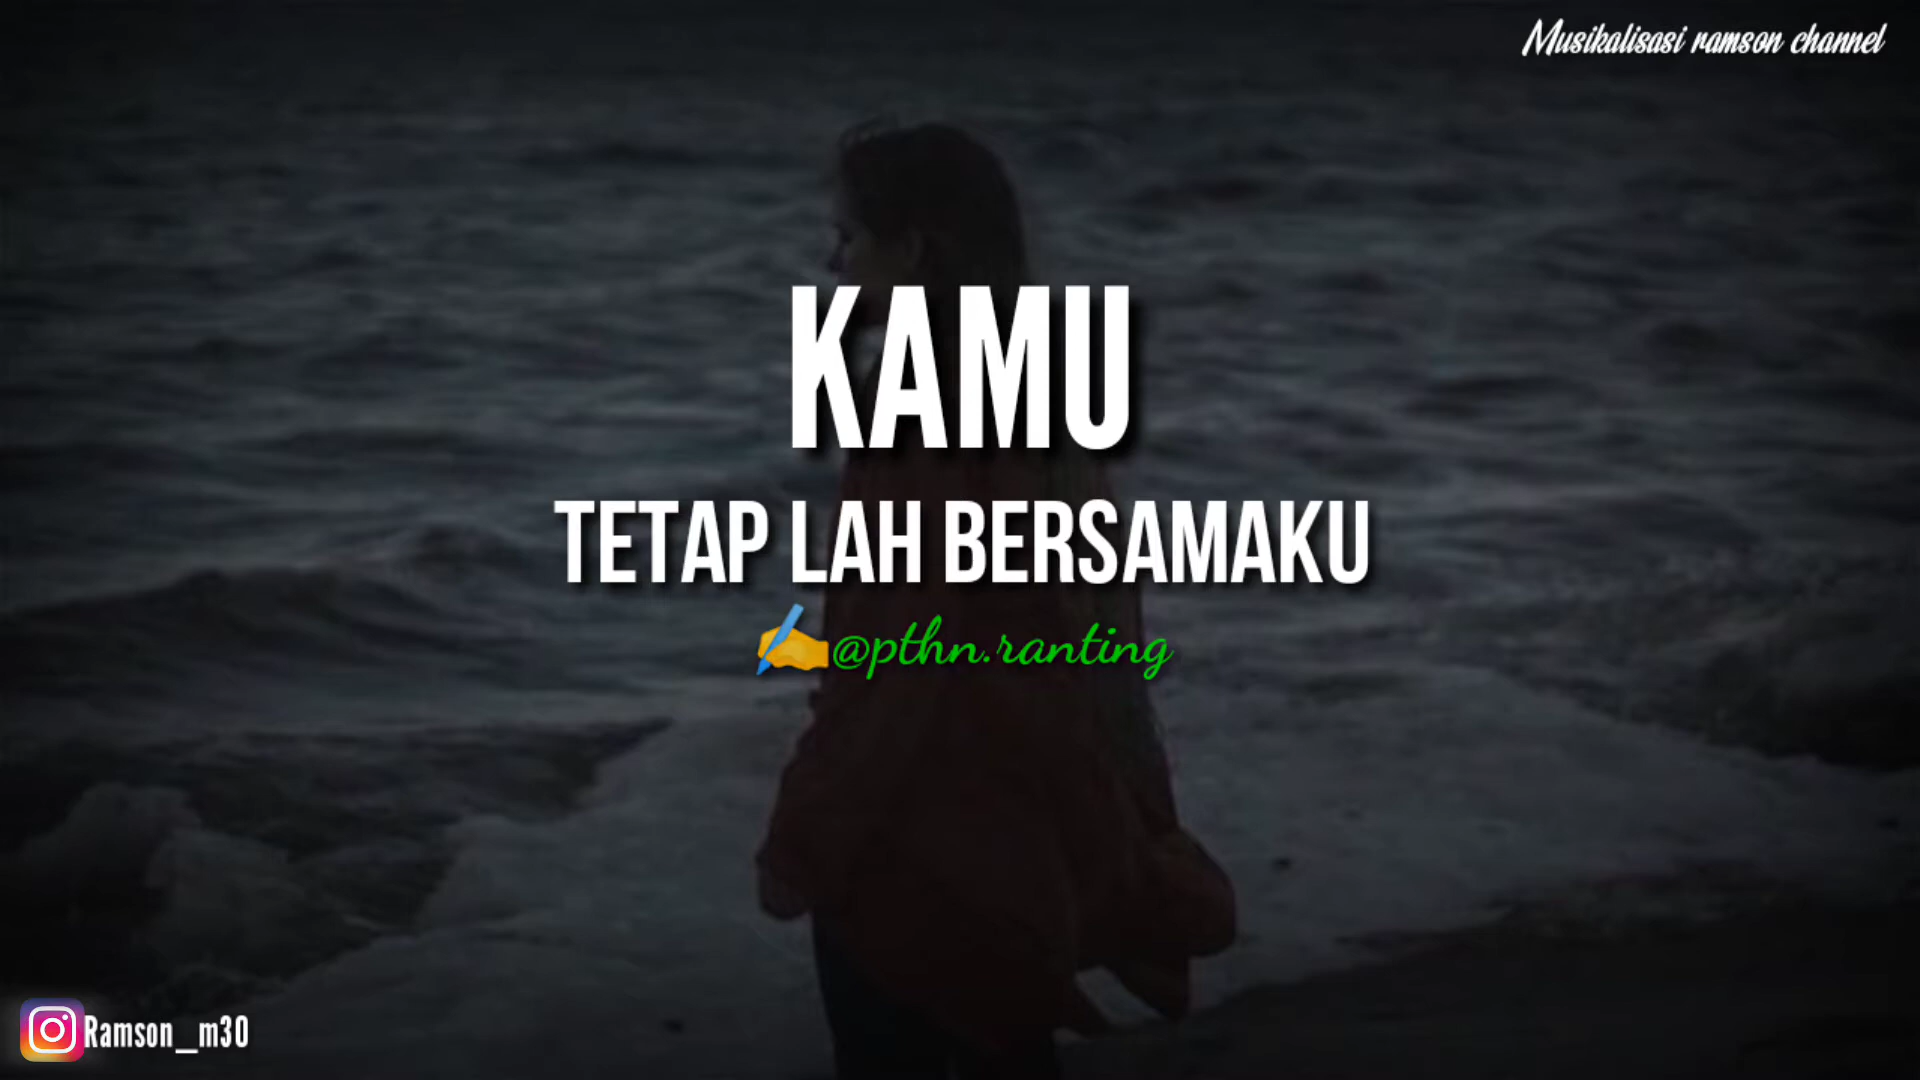 Musikalisasi ramson channel
KAMU
TETAP LAH BERSAMAKU
✍@pthn.ranting
Ramson_m30